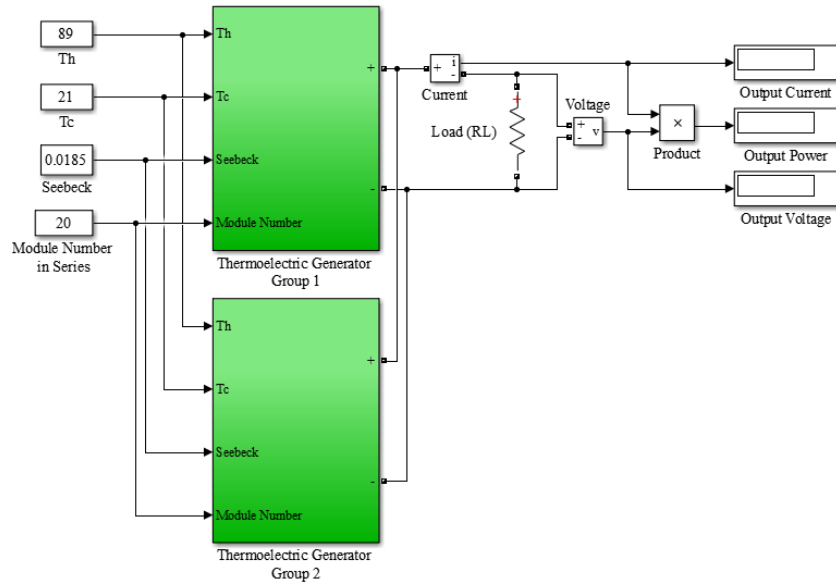 89
Th
21
Tc
0.0185
Seebeck
20
Module Number
in Series
Th
Tc
Seebeck
Module Number
+
-
Thermoelectric Generator
Group 1
Th
Tc
Seebeck
Module Number
+
-
Thermoelectric Generator
Group 2
+
i
-
Current
+
Load (RL)
Voltage
+
-
v
×
Product
Output Current
Output Power
Output Voltage